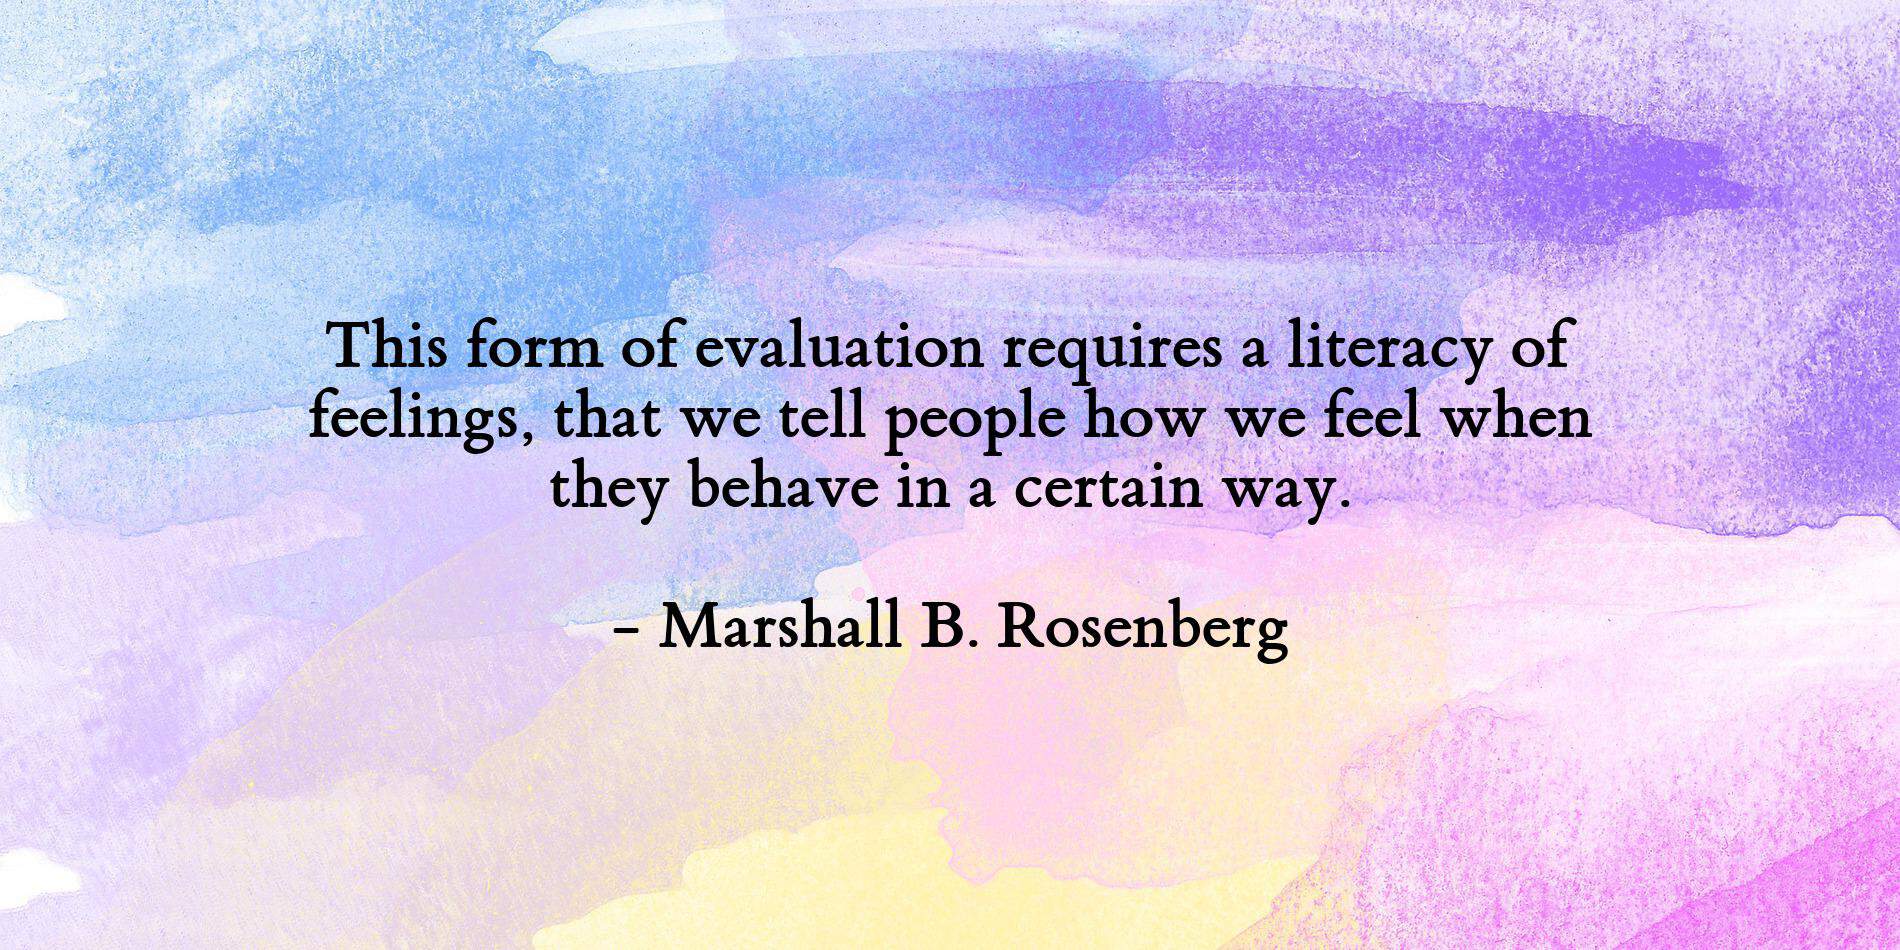 This form of evaluation requires a literacy of
feelings, that we tell people how we feel when
they behave in a certain way.
– Marshall B. Rosenberg